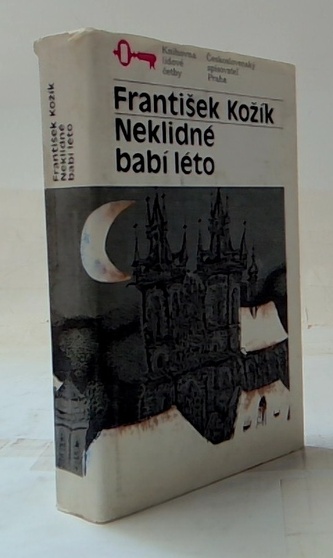 Knihovna lidové četby
Československý spisovatel Praha
František Kožík
Neklidné
babí léto
František Kožík
Neklidné
babí léto